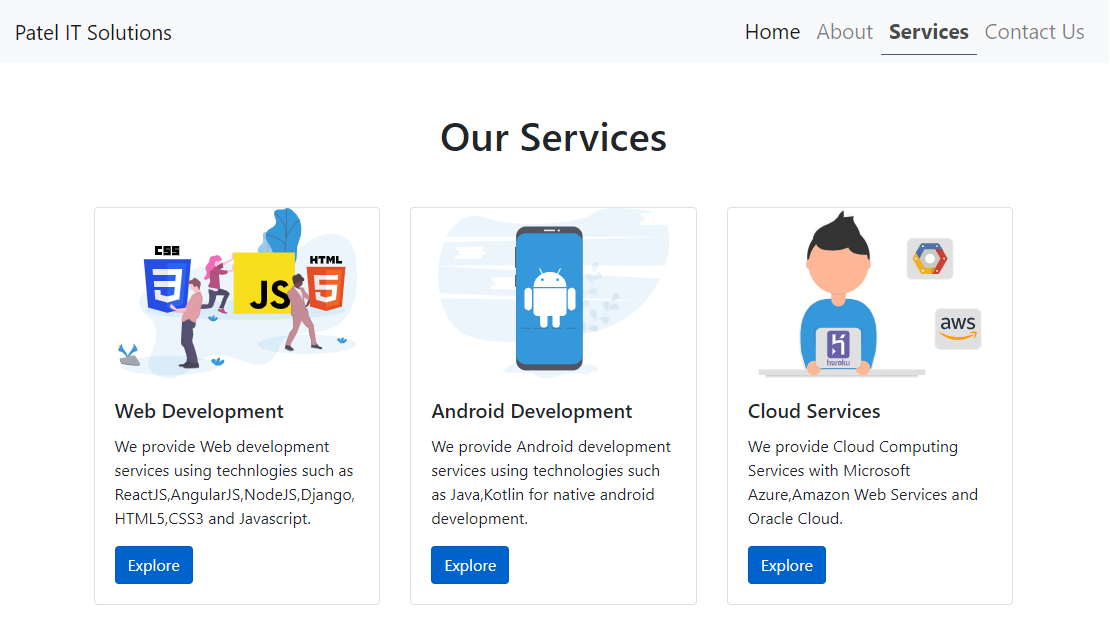 Patel IT Solutions
Home About Services Contact Us
Our Services
CSS
3
JS
HTML
5
aws
heroku
Web Development
We provide Web development
services using technlogies such as
ReactJS,AngularJS,NodeJS,Django,
HTML5,CSS3 and Javascript.
Explore
Android Development
We provide Android development
services using technologies such
as Java,Kotlin for native android
development.
Explore
Cloud Services
We provide Cloud Computing
Services with Microsoft
Azure,Amazon Web Services and
Oracle Cloud.
Explore